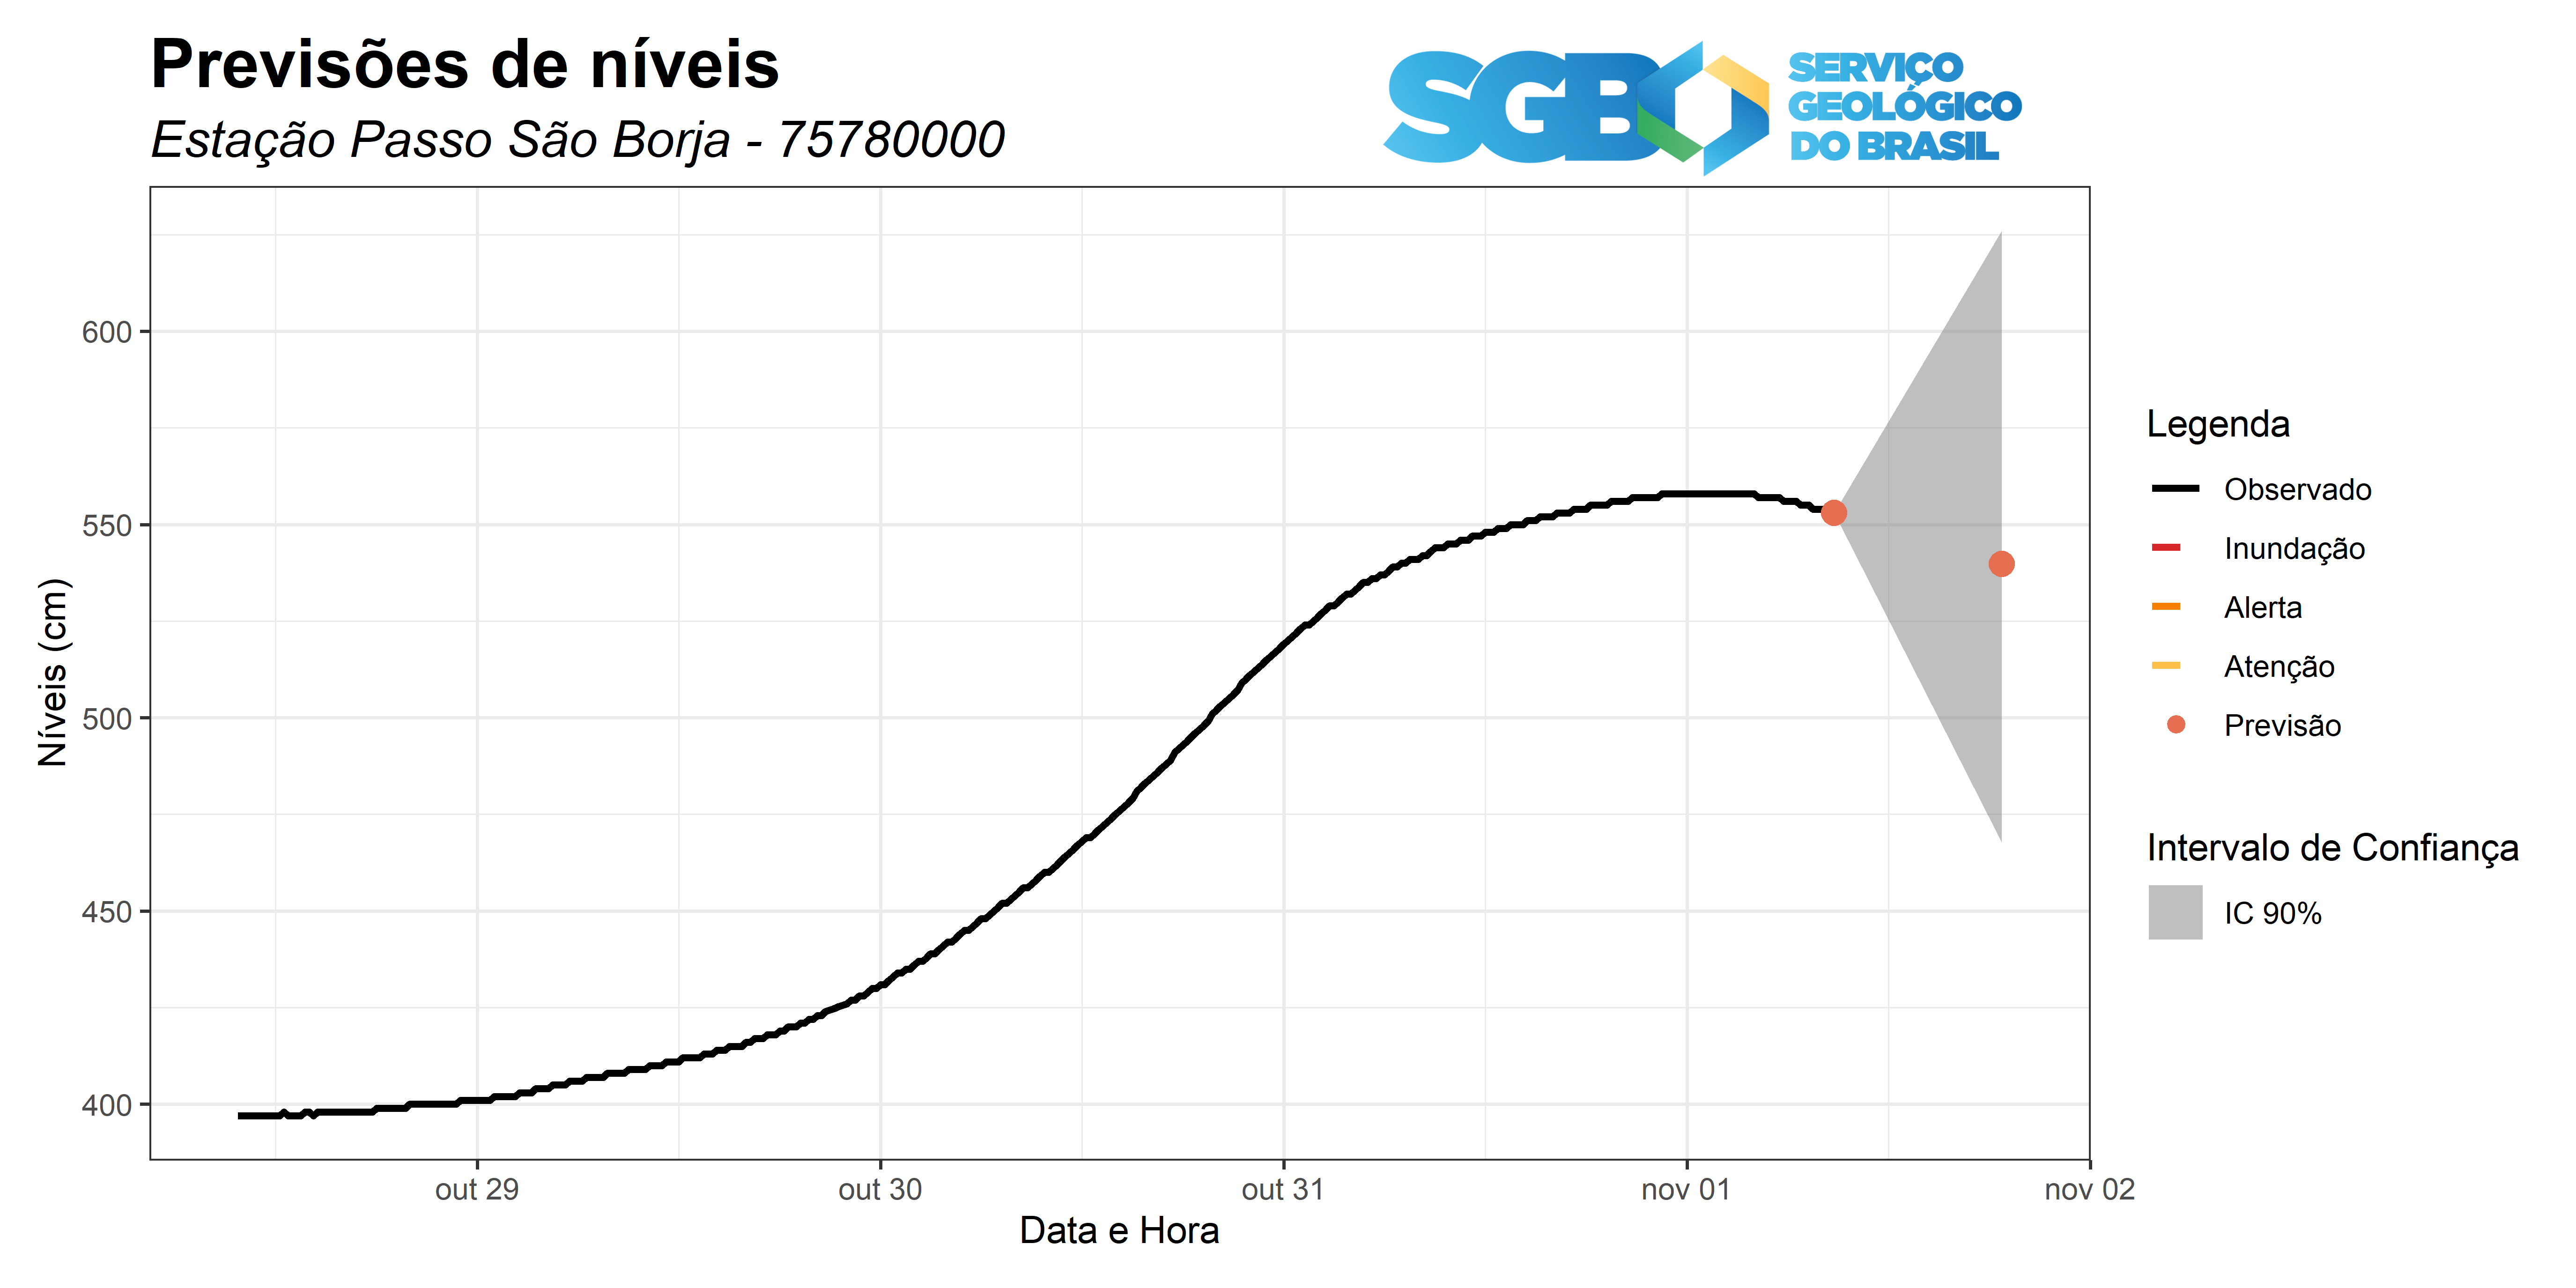 Previsões de níveis
Estação Passo São Borja - 75780000
SGB
SERVIÇO
GEOLÓGICO
DO BRASIL
Níveis (cm)
600
550
500
450
400
out 29
out 30
out 31
nov 01
nov 02
Data e Hora
Legenda
Observado
Inundação
Alerta
Atenção
Previsão
Intervalo de Confiança
IC 90%